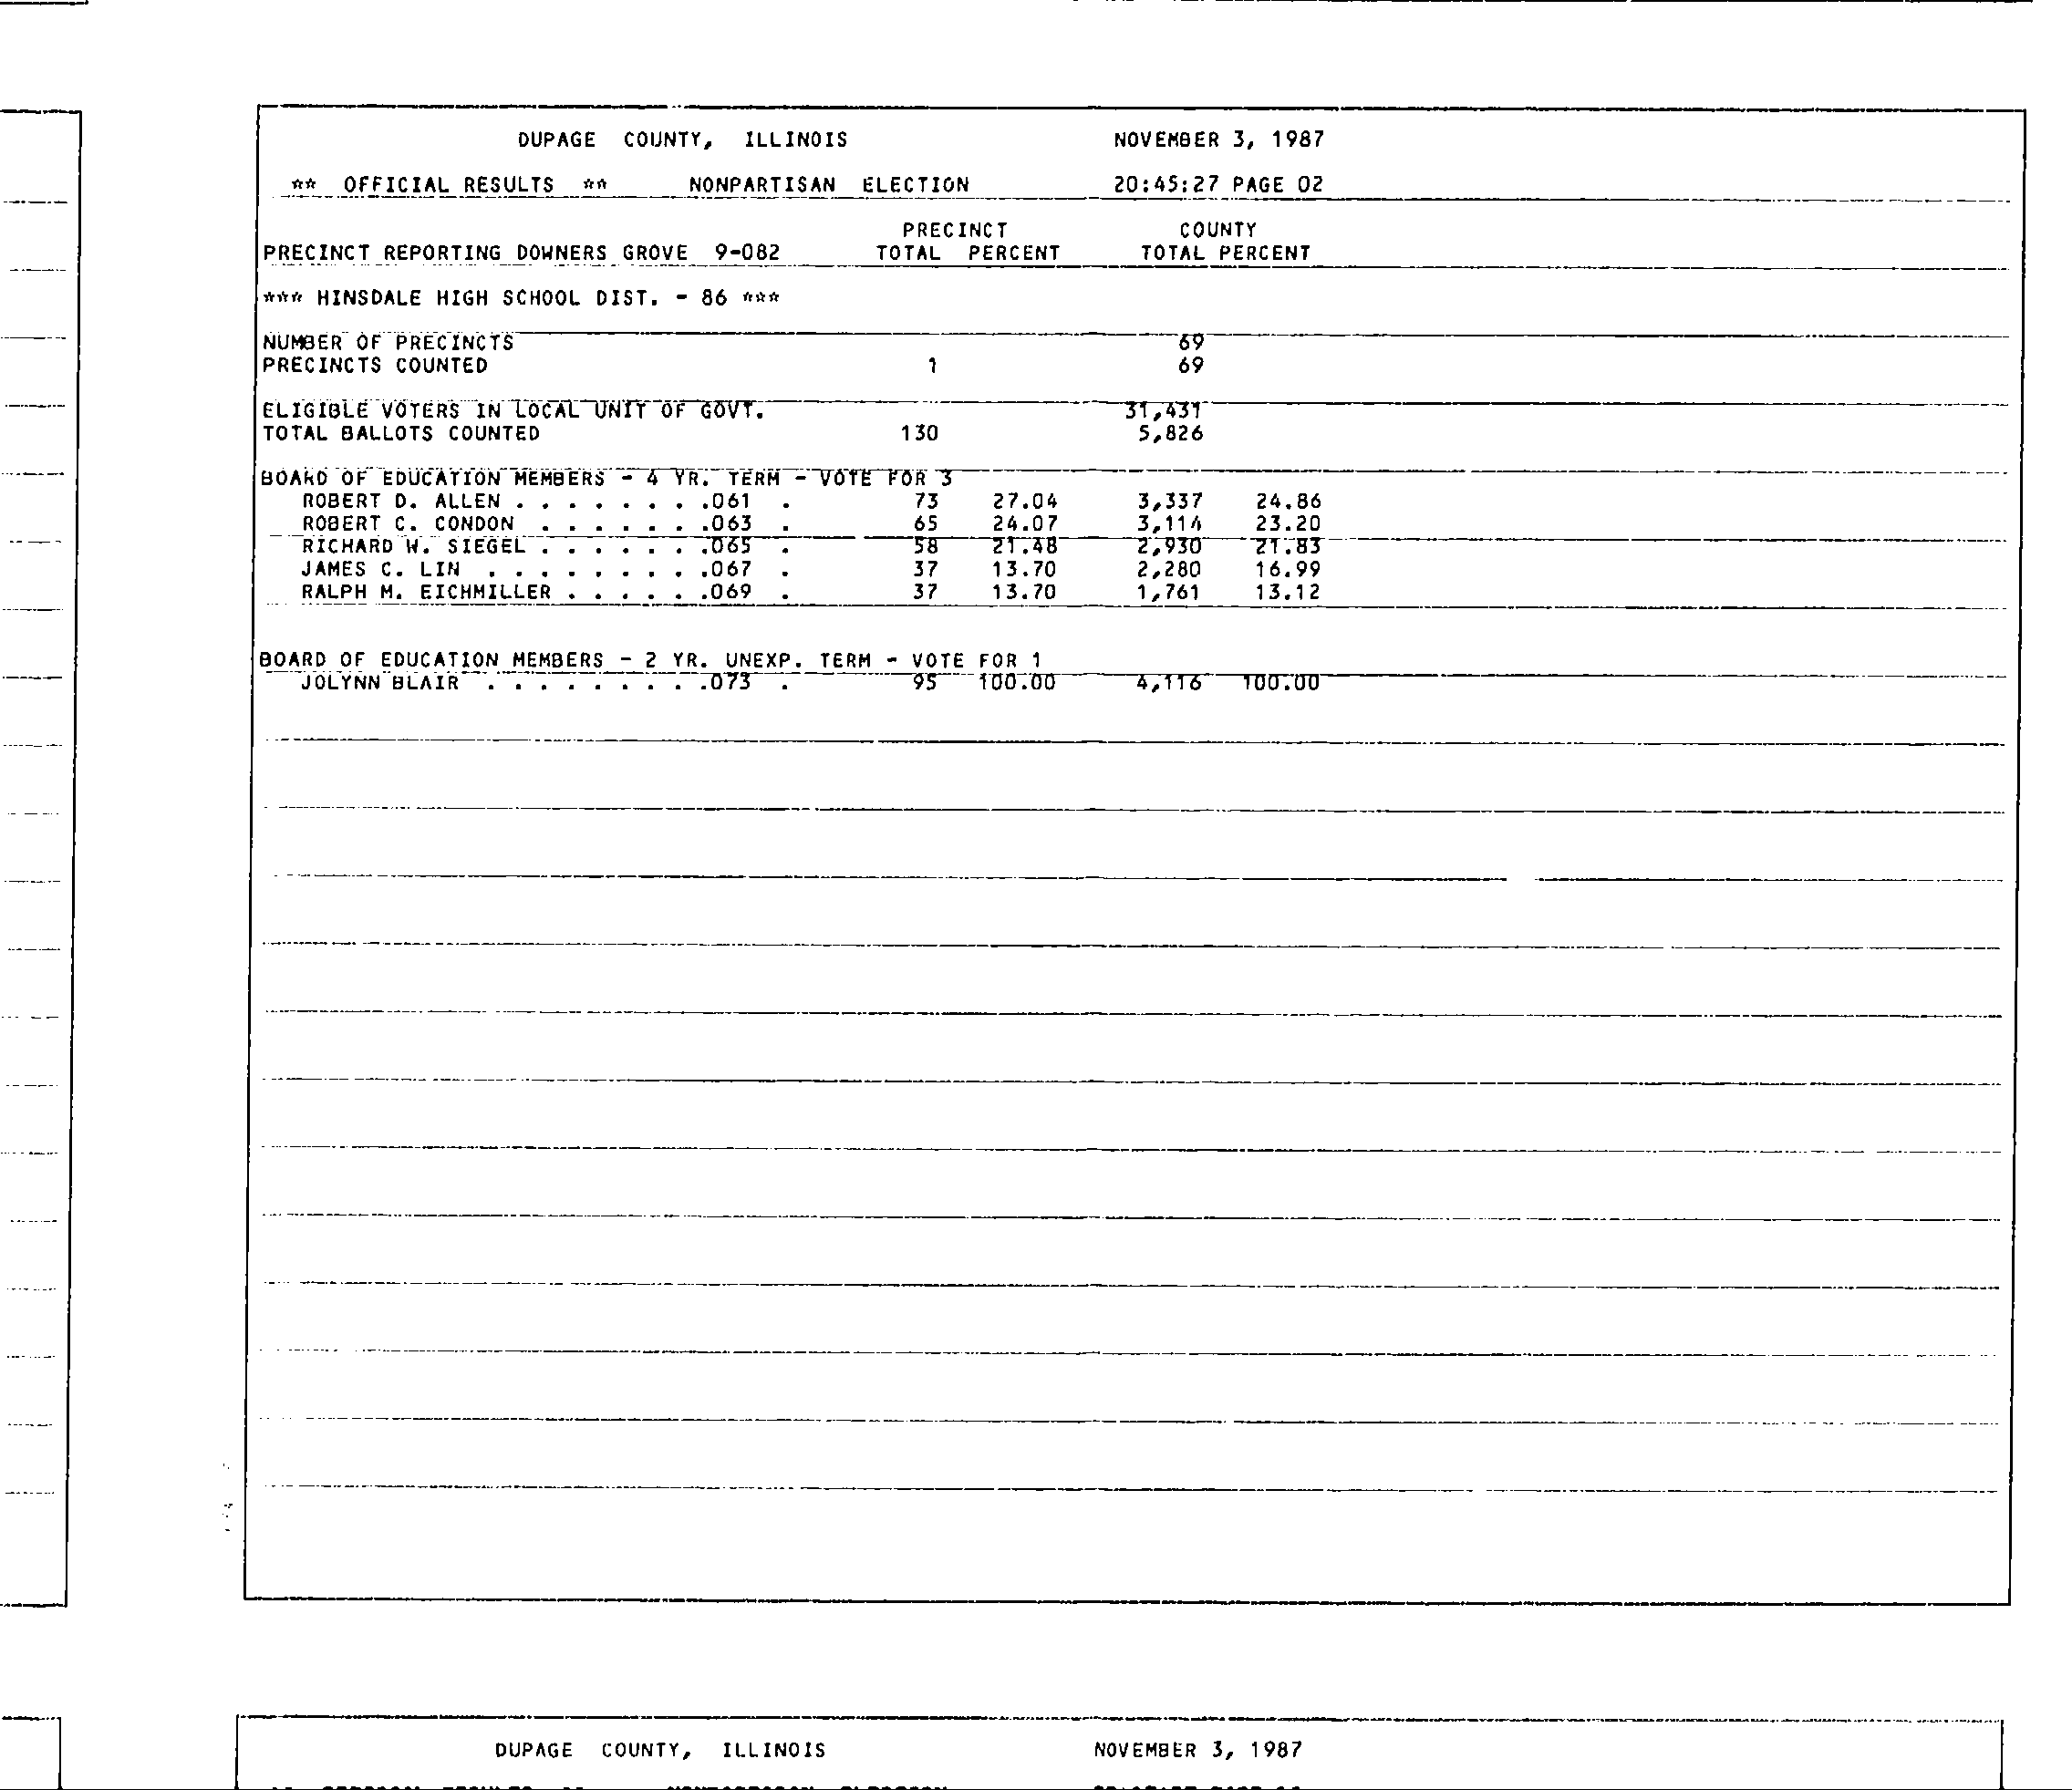 DUPAGE COUNTY, ILLINOIS NOVEMBER 3, 1987
** OFFICIAL RESULTS ** NONPARTISAN ELECTION 20:45:27 PAGE 02
PRECINCT COUNTY
PRECINCT REPORTING DOWNERS GROVE 9-082 TOTAL PERCENT TOTAL PERCENT
*** HINSDALE HIGH SCHOOL DIST. - 86 ***
NUMBER OF PRECINCTS 69
PRECINCTS COUNTED 1 69
ELIGIBLE VOTERS IN LOCAL UNIT OF GOVT. 31,431
TOTAL BALLOTS COUNTED 130 5,826
BOARD OF EDUCATION MEMBERS - 4 YR. TERM - VOTE FOR 3
ROBERT D. ALLEN . . . . . . . .061 . 73 27.04 3,337 24.86
ROBERT C. CONDON . . . . . . .063 . 65 24.07 3,114 23.20
RICHARD W. SIEGEL . . . . . . .065 . 58 21.48 2,930 21.83
JAMES C. LIN . . . . . . . . .067 . 37 13.70 2,280 16.99
RALPH M. EICHMILLER . . . . . .069 . 37 13.70 1,761 13.12
BOARD OF EDUCATION MEMBERS - 2 YR. UNEXP. TERM - VOTE FOR 1
JOLYNN BLAIR . . . . . . . . .073 . 95 100.00 4,116 100.00
DUPAGE COUNTY, ILLINOIS NOVEMBER 3, 1987